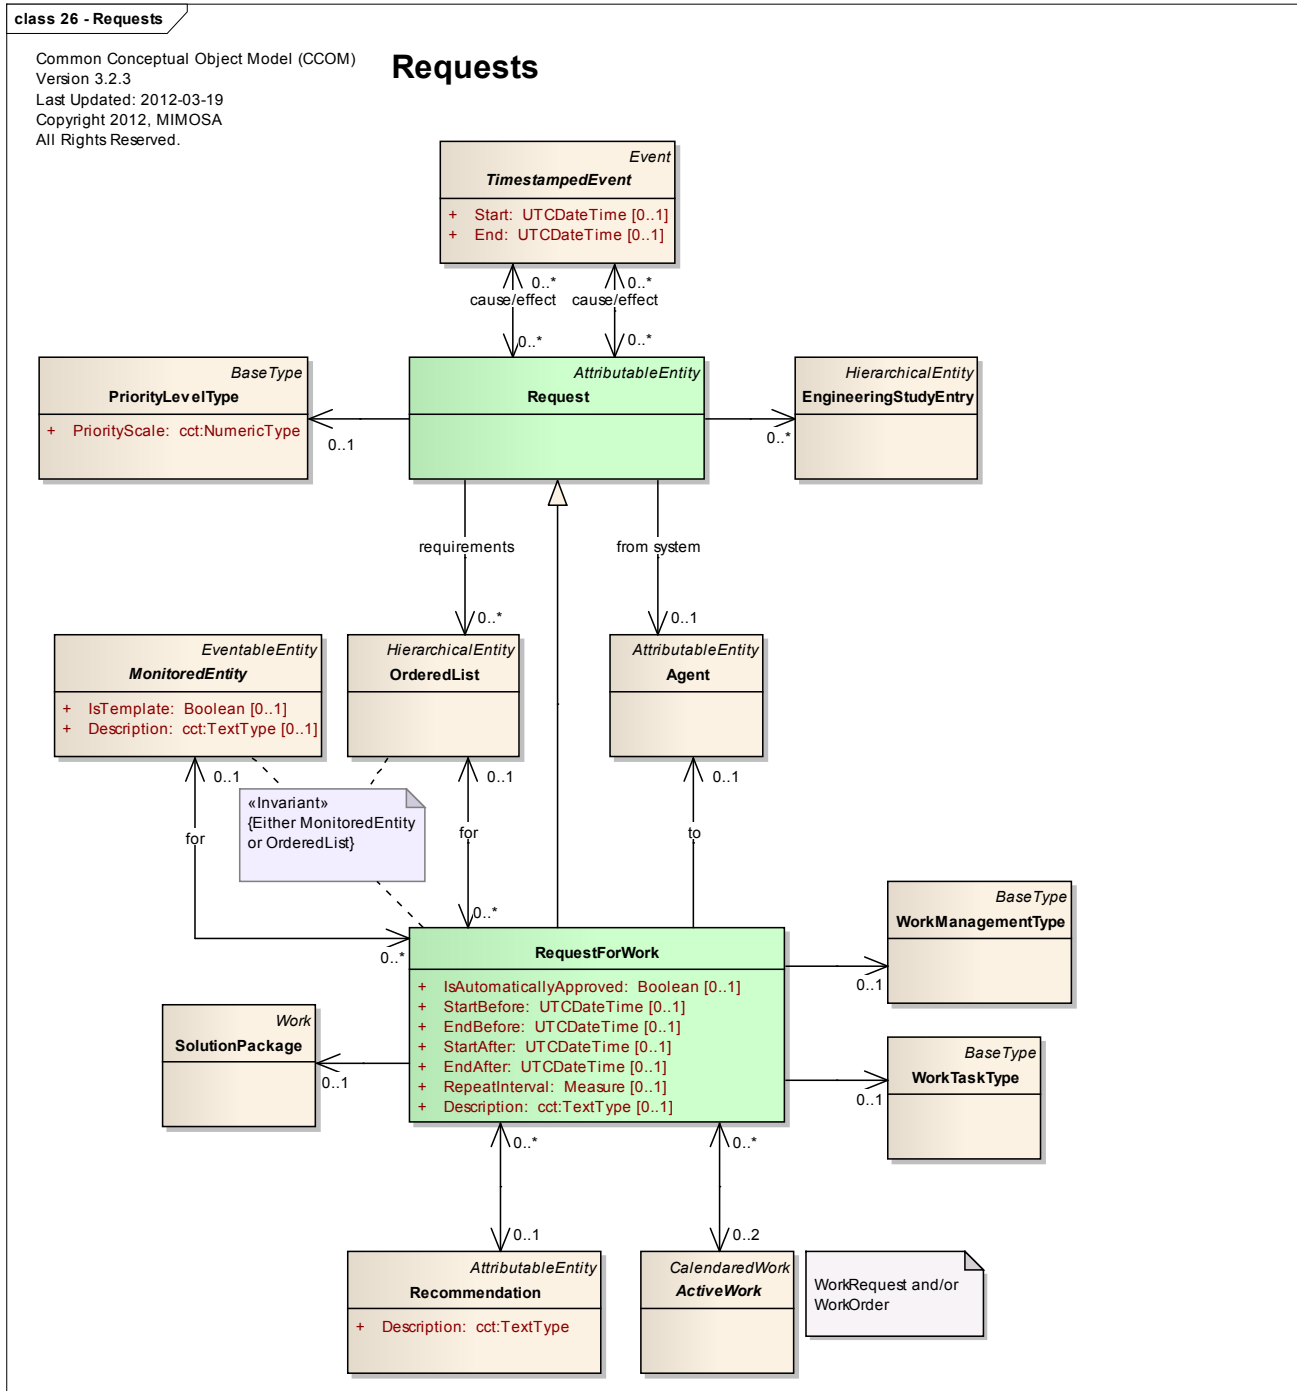 class 26 - Requests
Common Conceptual Object Model (CCOM)
Version 3.2.3
Last Updated: 2012-03-19
Copyright 2012, MIMOSA
All Rights Reserved.
Requests
Event
TimestampedEvent
+ Start: UTCDateTime [0..1]
+ End: UTCDateTime [0..1]
0..* 0..*
cause/effect cause/effect
0..* 0..*
BaseType
PriorityLevelType
+ PriorityScale: cct:NumericType
0..1
AttributableEntity
Request
HierarchicalEntity
EngineeringStudyEntry
0..*
requirements
from system
0..*
0..1
EventableEntity
MonitoredEntity
+ IsTemplate: Boolean [0..1]
+ Description: cct:TextType [0..1]
HierarchicalEntity
OrderedList
AttributableEntity
Agent
0..1
0..1
0..1
«Invariant»
{Either MonitoredEntity
or OrderedList}
for
for
to
0..*
0..*
RequestForWork
+ IsAutomaticallyApproved: Boolean [0..1]
+ StartBefore: UTCDateTime [0..1]
+ EndBefore: UTCDateTime [0..1]
+ StartAfter: UTCDateTime [0..1]
+ EndAfter: UTCDateTime [0..1]
+ RepeatInterval: Measure [0..1]
+ Description: cct:TextType [0..1]
BaseType
WorkManagementType
0..1
Work
SolutionPackage
0..1
BaseType
WorkTaskType
0..1
0..*
0..*
0..1
0..2
AttributableEntity
Recommendation
+ Description: cct:TextType
CalendaredWork
ActiveWork
WorkRequest and/or
WorkOrder